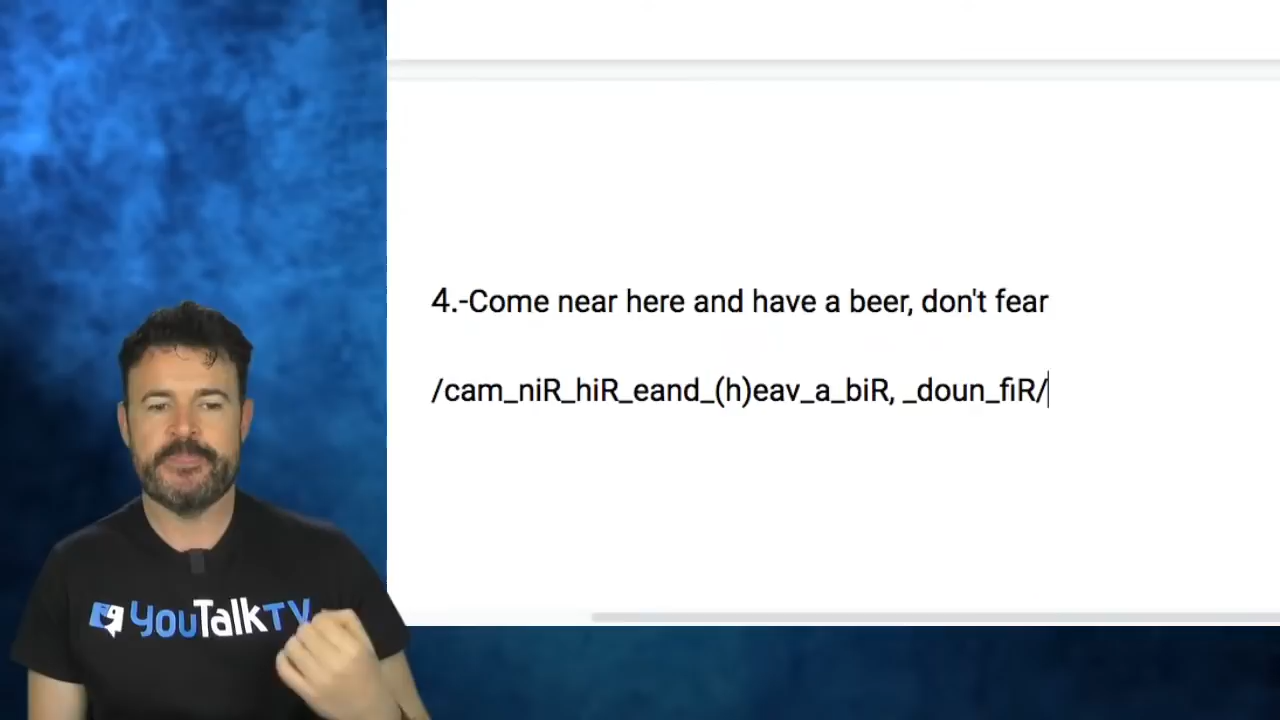 4.-Come near here and have a beer, don't fear
/cam_niR_hiR_eand_(h)eav_a_biR, _doun_fiR/
YouTalkTV